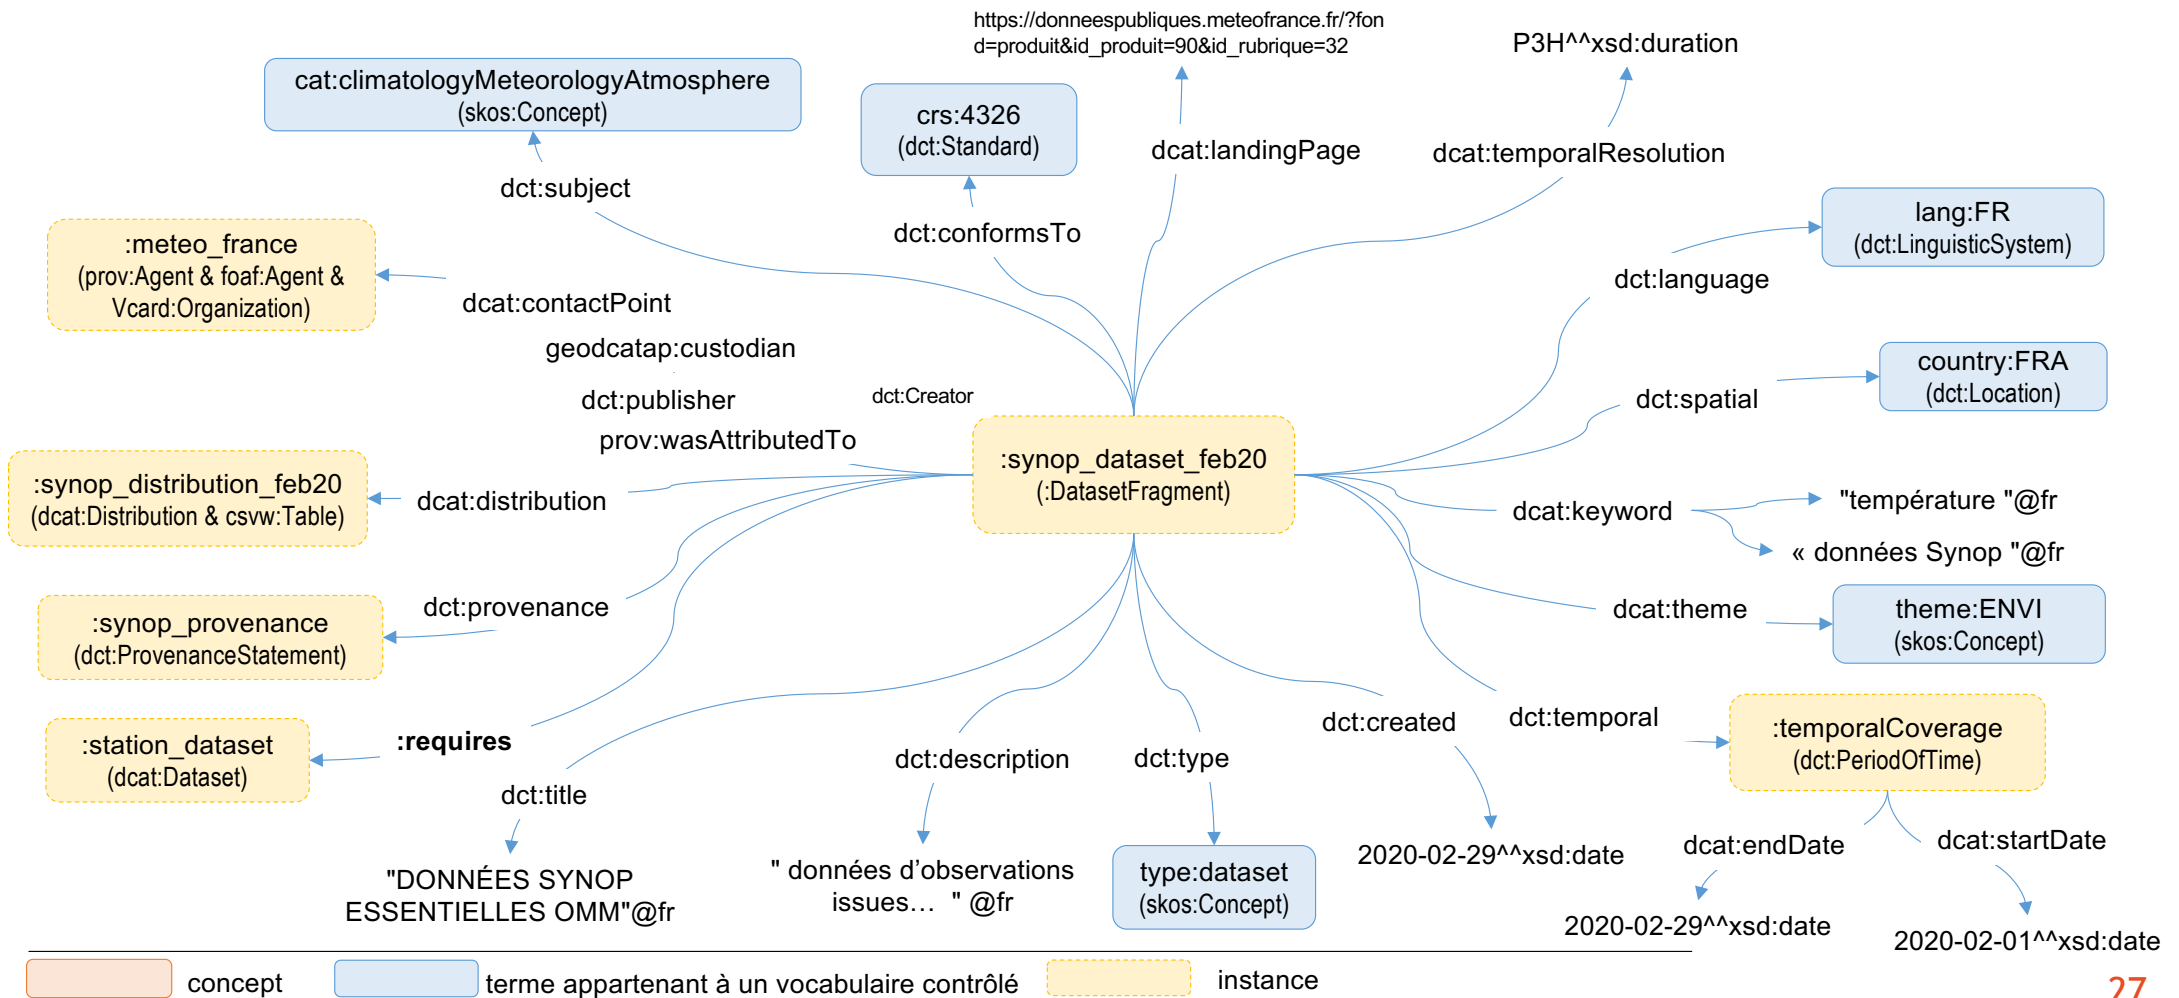 https://donneespubliques.meteofrance.fr/?fon
d=produit&id_produit=90&id_rubrique=32
P3H^^xsd:duration
cat:climatologyMeteorologyAtmosphere
(skos:Concept)
crs:4326
(dct:Standard)
dcat:landingPage
dcat:temporalResolution
dct:subject
dct:conformsTo
lang:FR
(dct:LinguisticSystem)
:meteo_france
(prov:Agent & foaf:Agent &
Vcard:Organization)
dct:language
dcat:contactPoint
geodcatap:custodian
dct:publisher
dct:Creator
prov:wasAttributedTo
country:FRA
(dct:Location)
dct:spatial
:synop_dataset_feb20
(:DatasetFragment)
:synop_distribution_feb20
(dcat:Distribution & csvw:Table)
dcat:distribution
dcat:keyword
"température "@fr
« données Synop "@fr
dct:provenance
:synop_provenance
(dct:ProvenanceStatement)
dcat:theme
theme:ENVI
(skos:Concept)
:station_dataset
(dcat:Dataset)
:requires
dct:title
dct:description
dct:type
dct:created
dct:temporal
:temporalCoverage
(dct:PeriodOfTime)
"DONNÉES SYNOP
ESSENTIELLES OMM"@fr
" données d’observations
issues… " @fr
type:dataset
(skos:Concept)
2020-02-29^^xsd:date
dcat:endDate
dcat:startDate
2020-02-29^^xsd:date
2020-02-01^^xsd:date
concept
terme appartenant à un vocabulaire contrôlé
instance
27